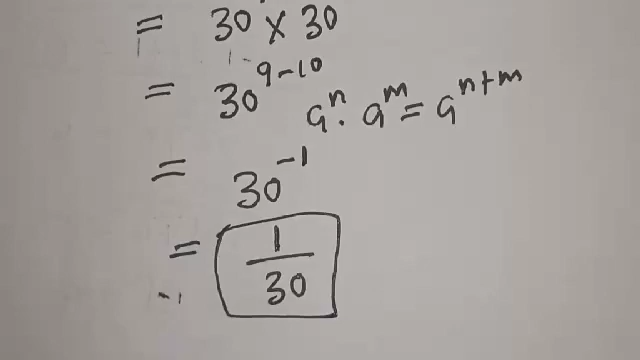 = 30 × 30
= 30^{9-10}
a^n · a^m = a^{n+m}
= 30^{-1}
= 1/30